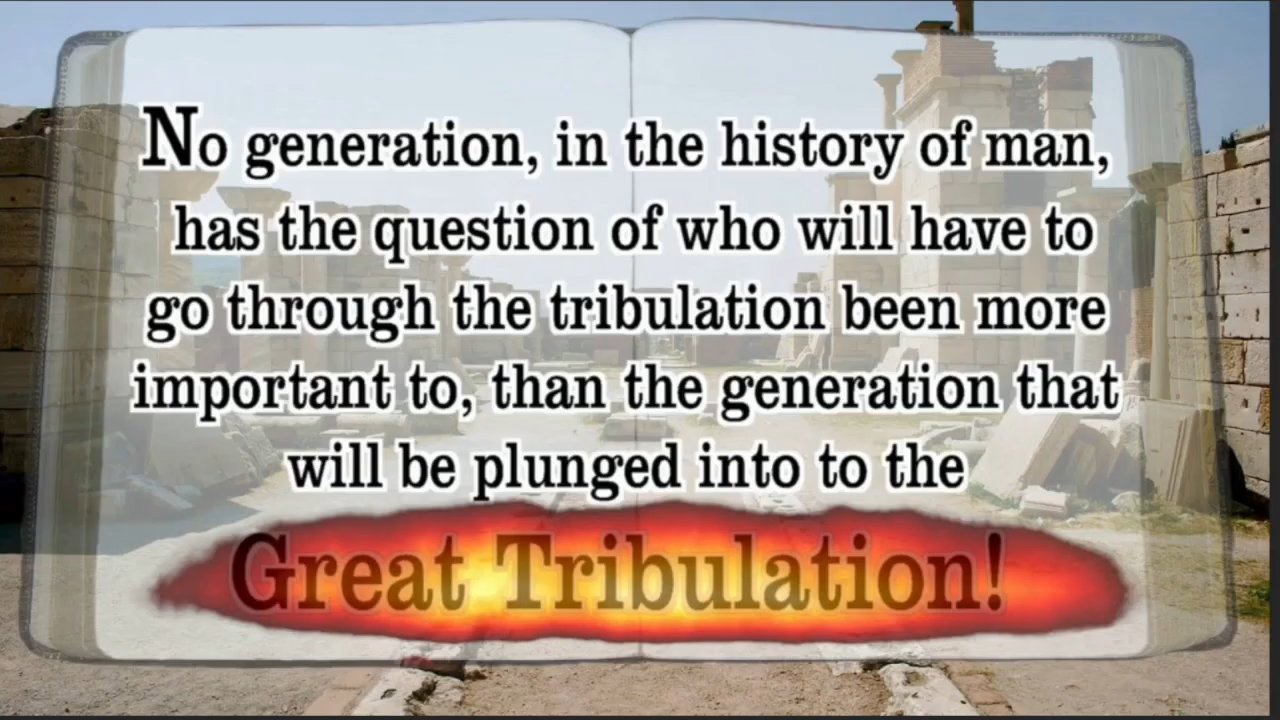 No generation, in the history of man,
has the question of who will have to
go through the tribulation been more
important to, than the generation that
will be plunged into to the
Great Tribulation!